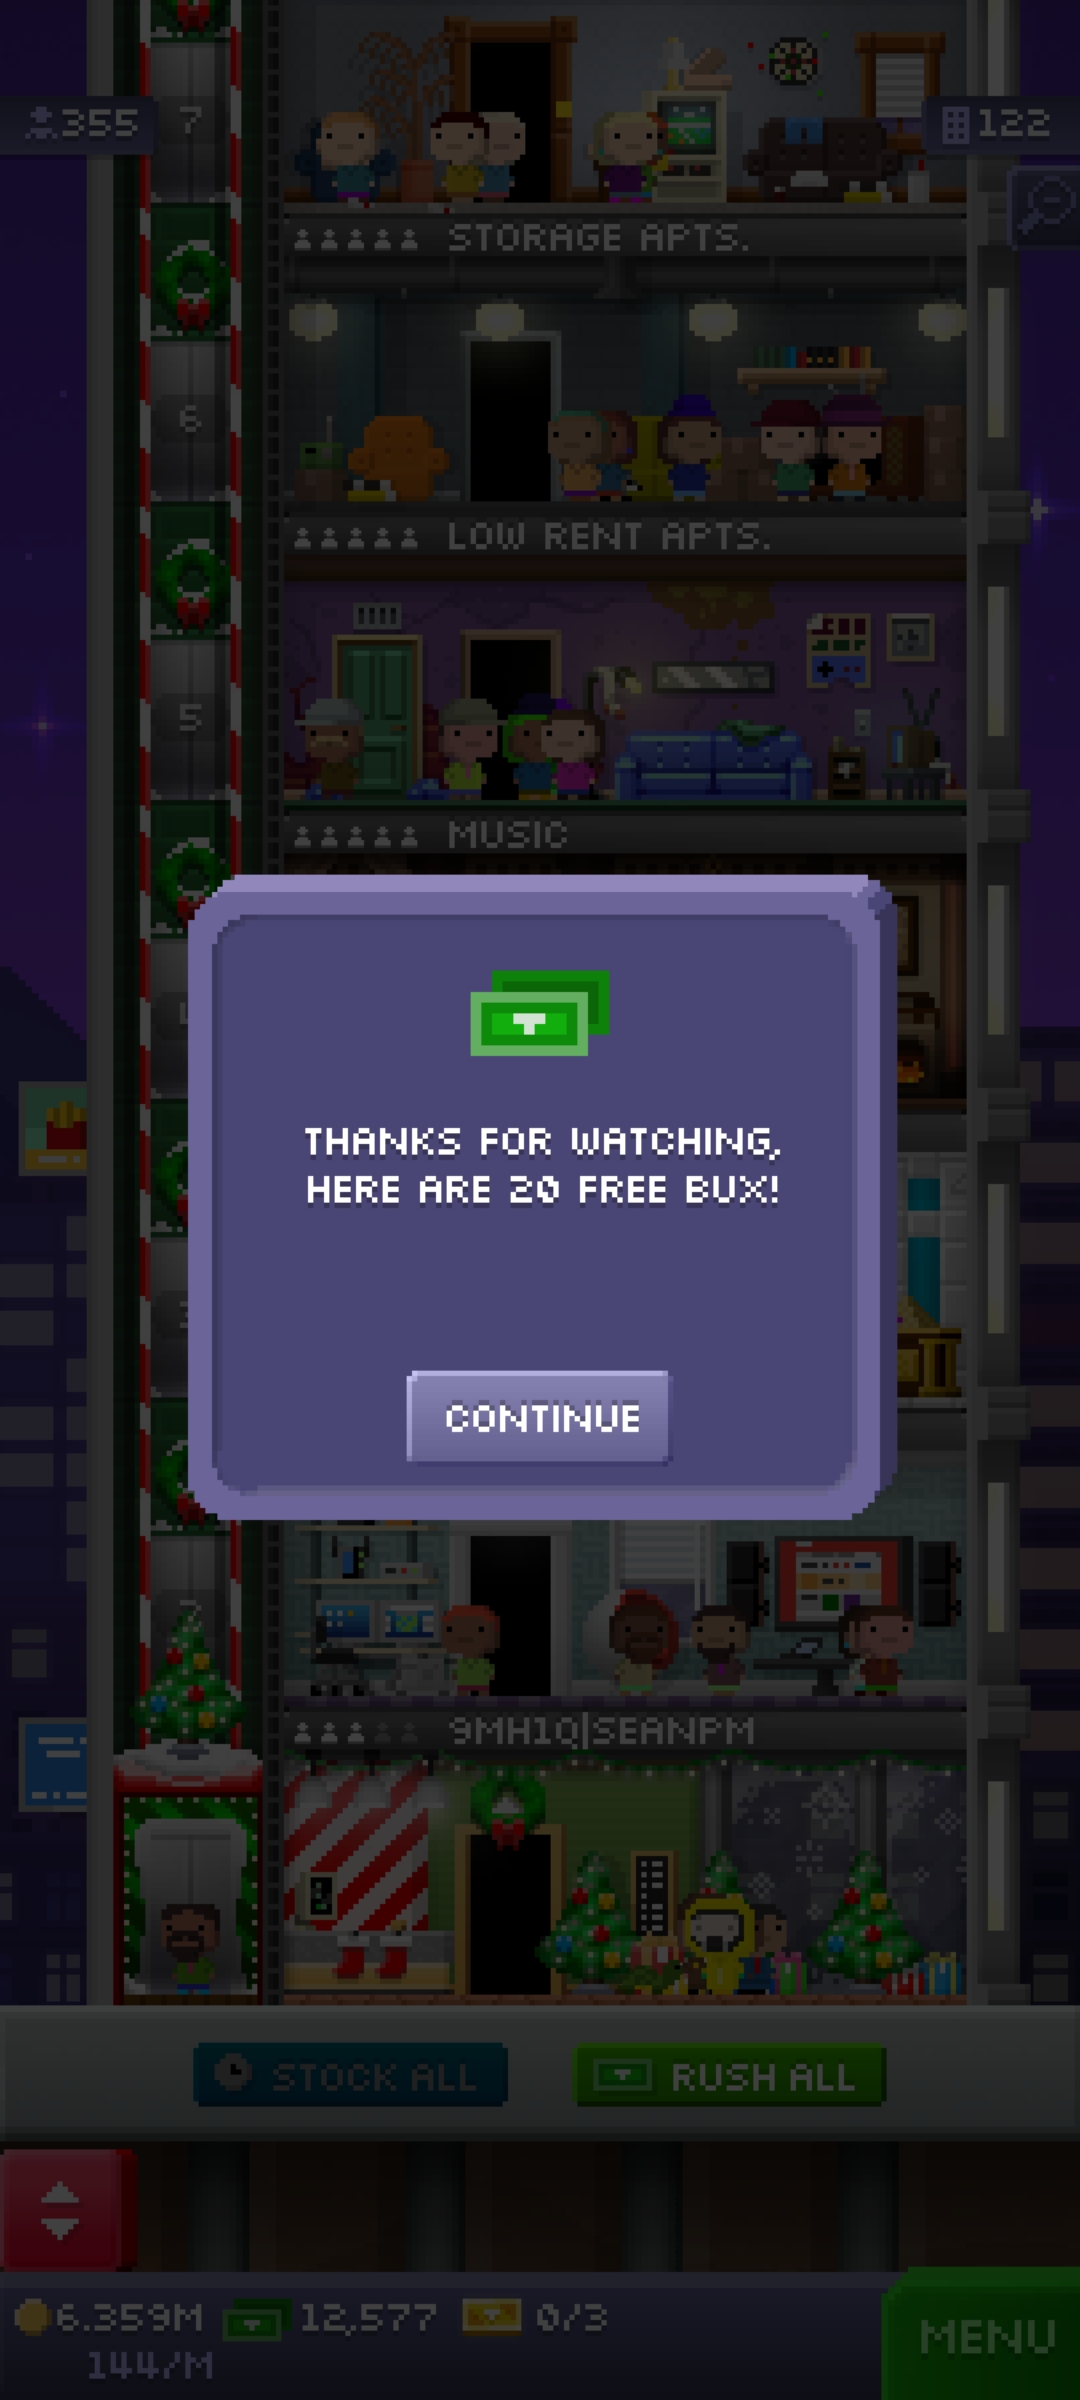 7
355
122
STORAGE APTS.
6
LOW RENT APTS.
5
MUSIC
THANKS FOR WATCHING,
HERE ARE 20 FREE BUX!
CONTINUE
9MH1Q|SEANPM
STOCK ALL
RUSH ALL
6.359M
12,577
0/3
144/M
MENU